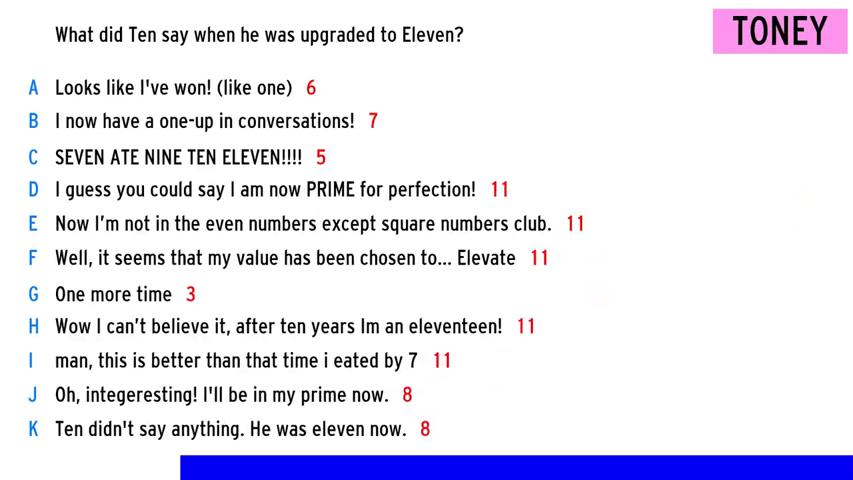 What did Ten say when he was upgraded to Eleven?
TONEY
A Looks like I've won! (like one) 6
B I now have a one-up in conversations! 7
C SEVEN ATE NINE TEN ELEVEN!!!! 5
D I guess you could say I am now PRIME for perfection! 11
E Now I’m not in the even numbers except square numbers club. 11
F Well, it seems that my value has been chosen to... Elevate 11
G One more time 3
H Wow I can’t believe it, after ten years Im an eleventeen! 11
I man, this is better than that time i eated by 7 11
J Oh, integeresting! I'll be in my prime now. 8
K Ten didn't say anything. He was eleven now. 8